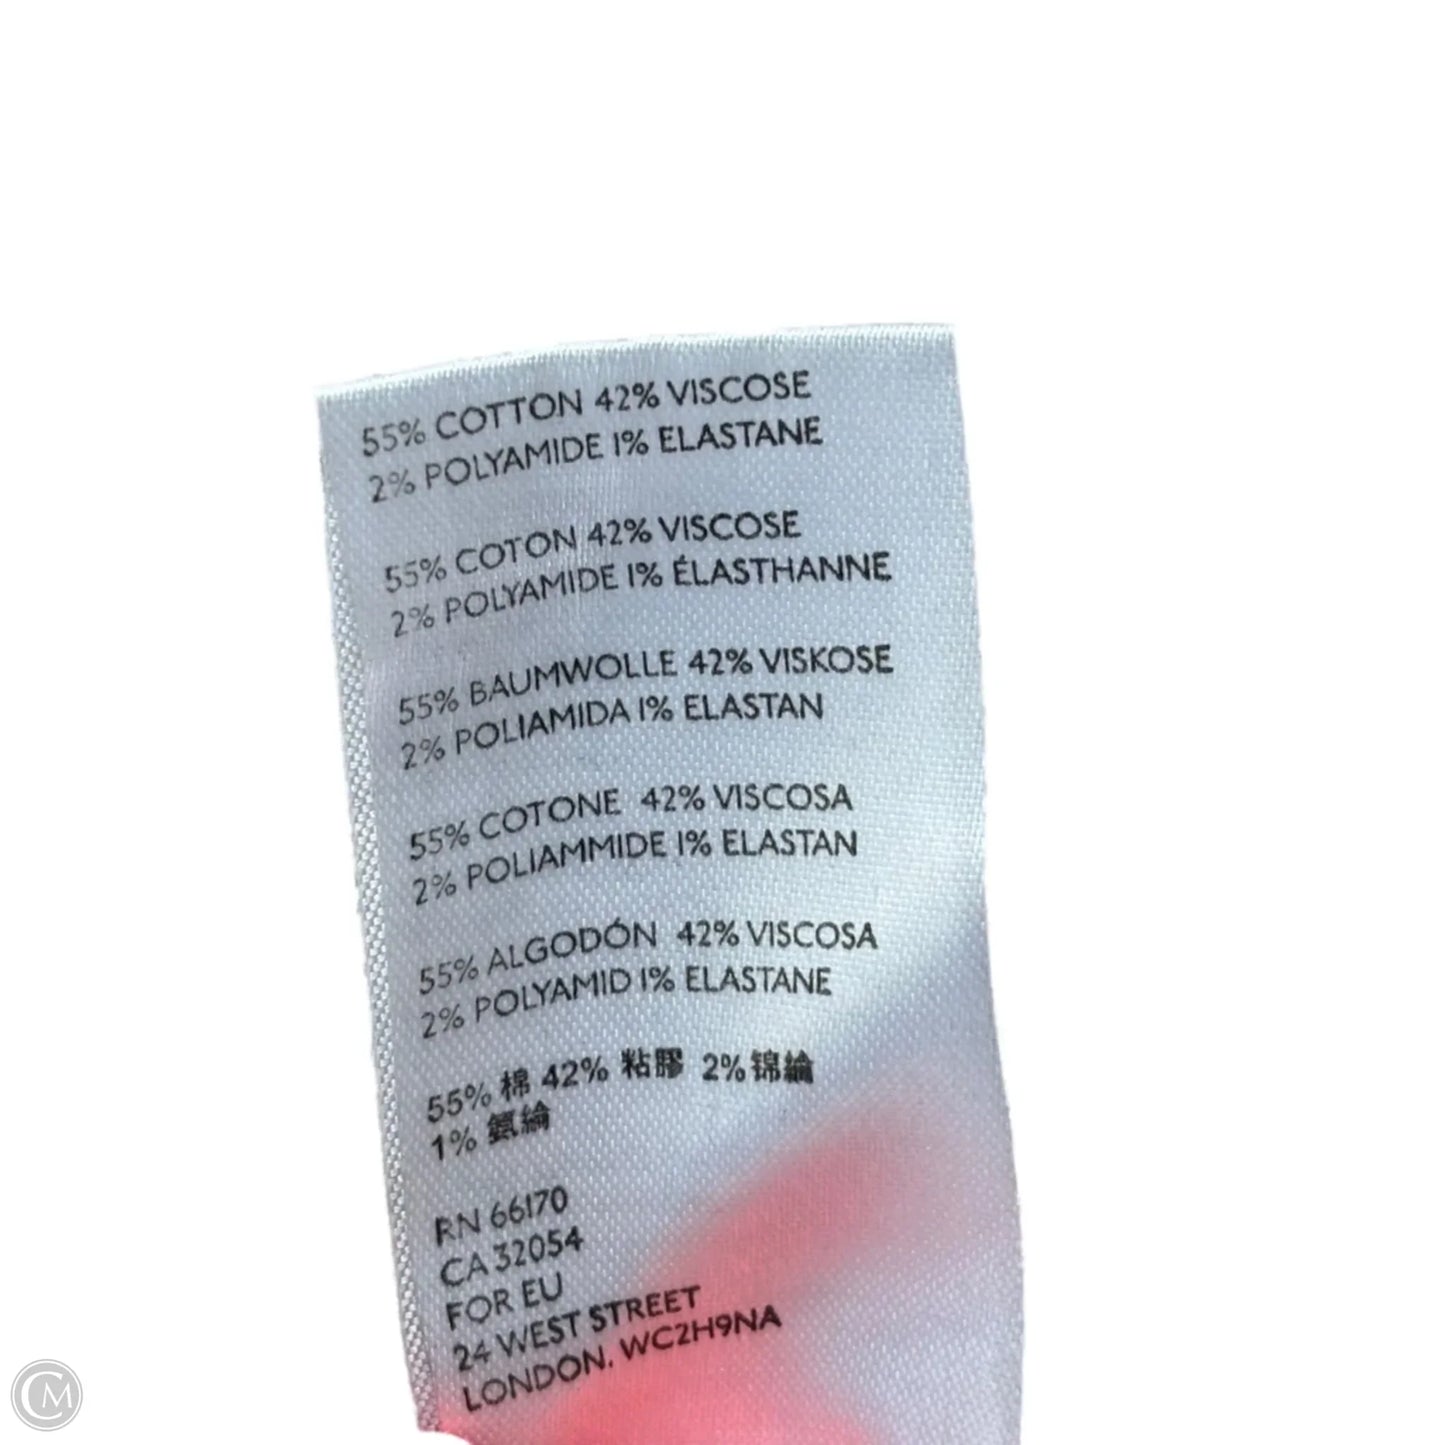 55% COTTON 42% VISCOSE
2% POLYAMIDE 1% ELASTANE
55% COTON 42% VISCOSE
2% POLYAMIDE 1% ÉLASTHANNE
55% BAUMWOLLE 42% VISKOSE
2% POLIAMIDA 1% ELASTAN
55% COTONE 42% VISCOSA
2% POLIAMMIDE 1% ELASTAN
55% ALGODÓN 42% VISCOSA
2% POLYAMID 1% ELASTANE
55% 棉 42% 粘膠 2% 锦綸
1% 氨綸
RN 66170
CA 32054
FOR EU
24 WEST STREET
LONDON. WC2H9NA
CM